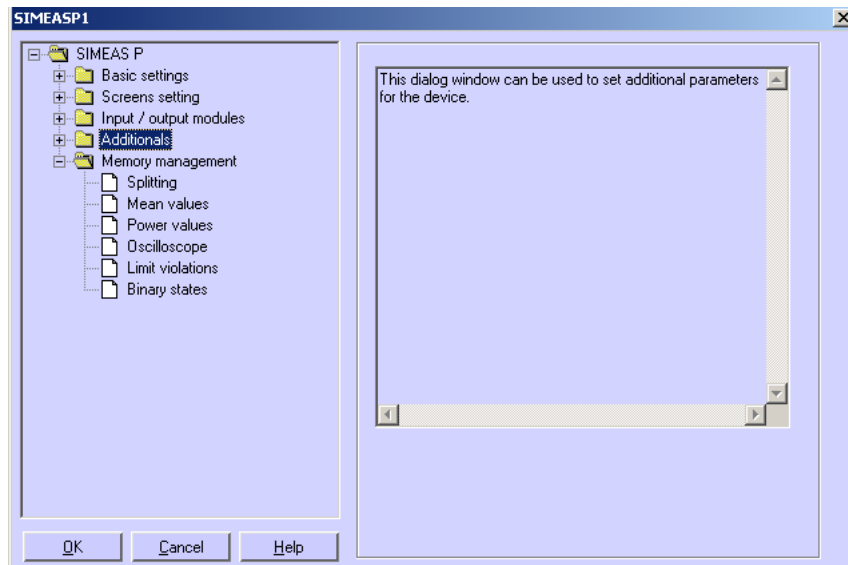 SIMEASP1
SIMEAS P
Basic settings
Screens setting
Input / output modules
Additionals
Memory management
Splitting
Mean values
Power values
Oscilloscope
Limit violations
Binary states
This dialog window can be used to set additional parameters
for the device.
OK
Cancel
Help